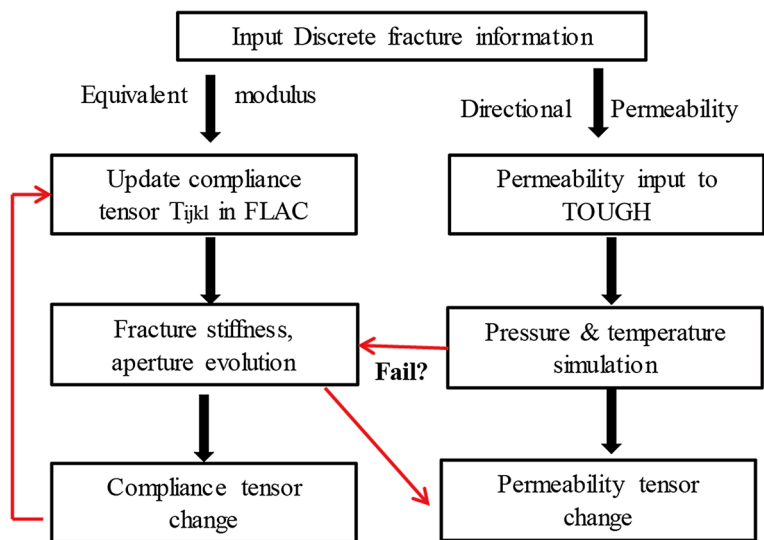 Input Discrete fracture information
Equivalent modulus
Directional Permeability
Update compliance
tensor Tijkl in FLAC
Permeability input to
TOUGH
Fracture stiffness,
aperture evolution
Fail?
Pressure & temperature
simulation
Compliance tensor
change
Permeability tensor
change